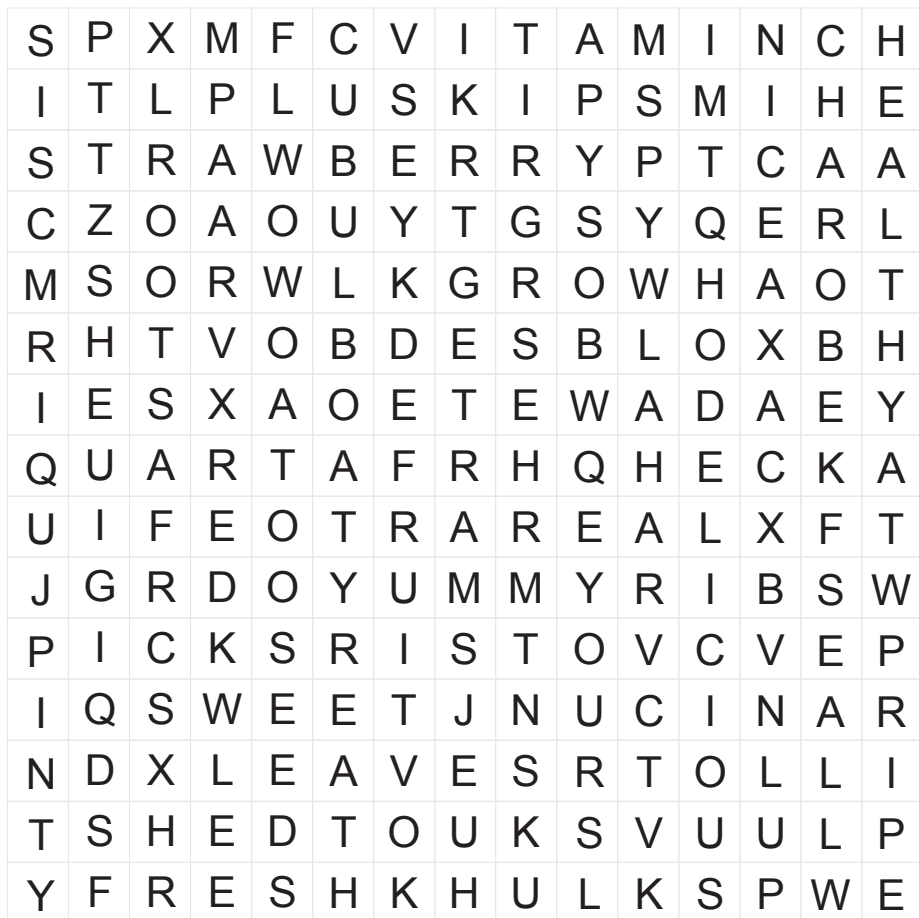 S P X M F C V I T A M I N C H
I T L P L U S K I P S M I H E
S T R A W B E R R Y P T C A A
C Z O A O U Y T G S Y Q E R L
M S O R W L K G R O W H A O T
R H T V O B D E S B L O X B H
I E S X A O E T E W A D A E Y
Q U A R T A F R H Q H E C K A
U I F E O T R A R E A L X F T
J G R D O Y U M M Y R I B S W
P I C K S R I S T O V C V E P
I Q S W E E T J N U C I N A R
N D X L E A V E S R T O L L I
T S H E D T O U K S V U U L P
Y F R E S H K H U L K S P W E